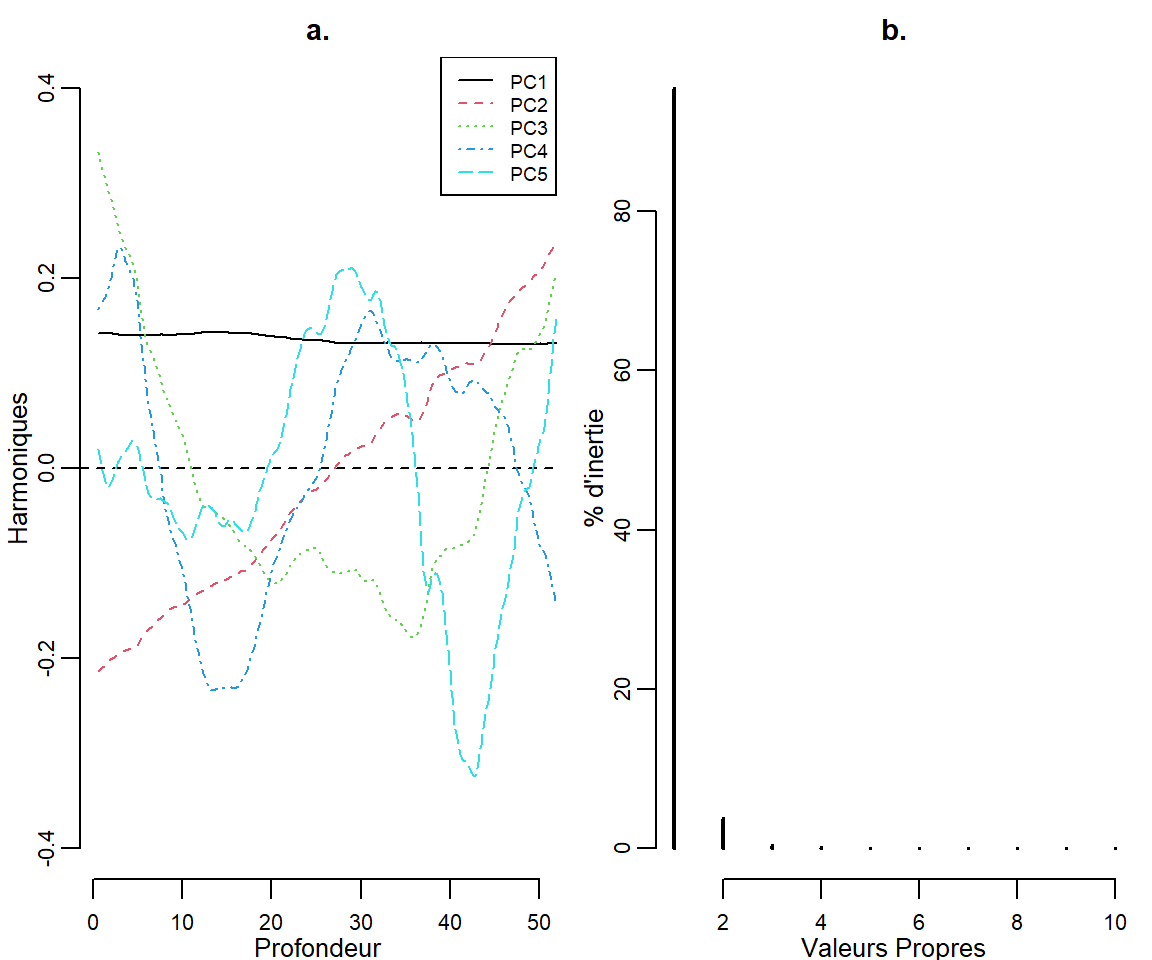 a.
PC1
PC2
PC3
PC4
PC5
Harmoniques
0.4
0.2
0.0
-0.2
-0.4
0 10 20 30 40 50
Profondeur
b.
% d'inertie
80
60
40
20
0
2 4 6 8 10
Valeurs Propres